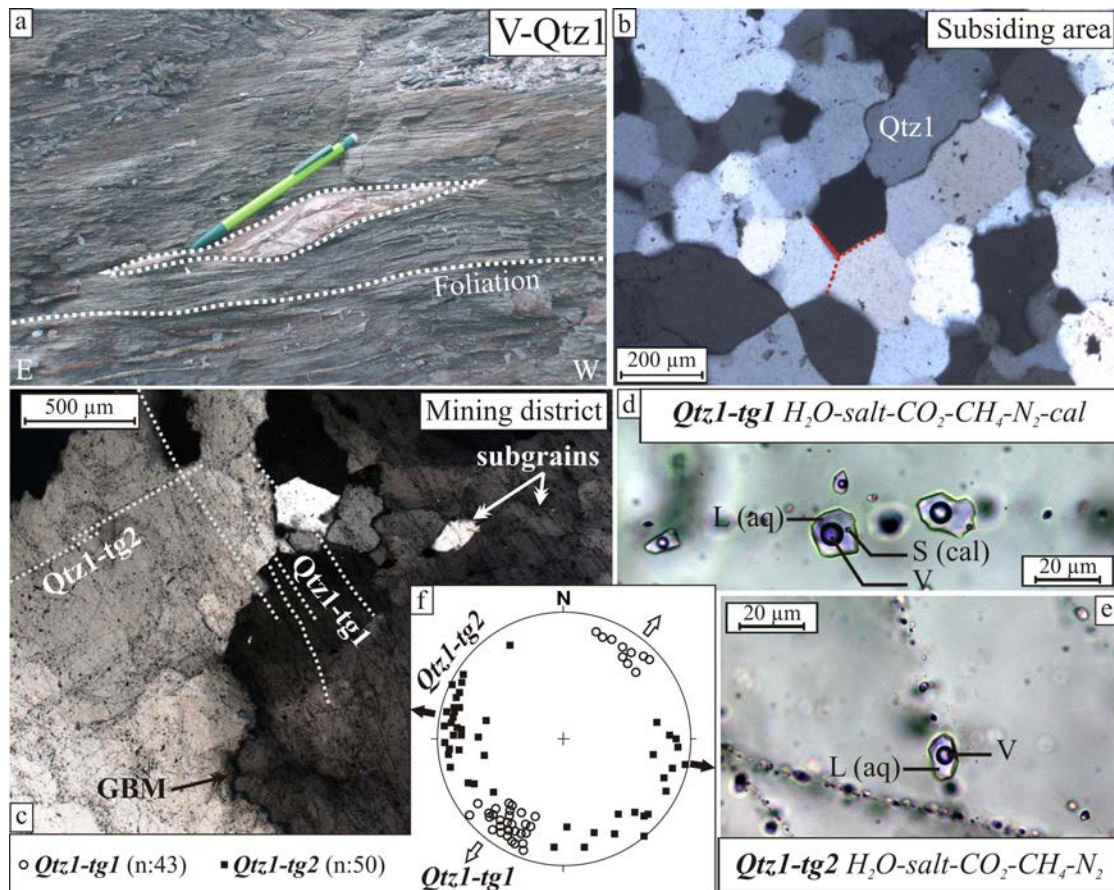 a
V-Qtz1
Foliation
E
W
b
Subsiding area
Qtz1
200 µm
500 µm
Mining district
subgrains
Qtz1-tg2
Qtz1-tg1
GBM
c
d
Qtz1-tg1 H₂O-salt-CO₂-CH₄-N₂-cal
L (aq)
S (cal)
V
20 µm
20 µm
e
V
L (aq)
Qtz1-tg2 H₂O-salt-CO₂-CH₄-N₂
f
N
Qtz1-tg2
Qtz1-tg1
Qtz1-tg1 (n:43)
Qtz1-tg2 (n:50)